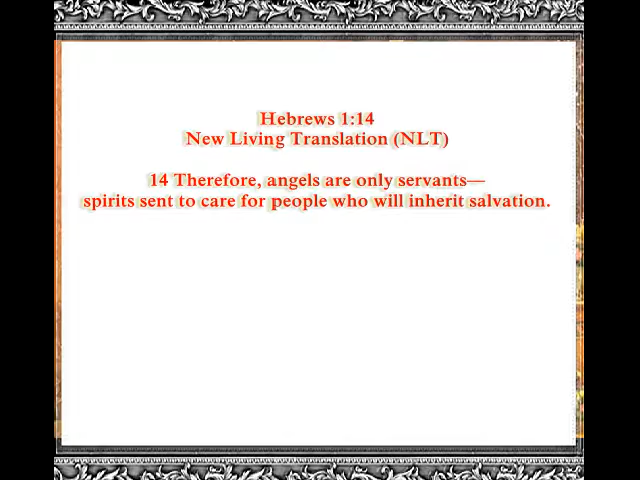 Hebrews 1:14
New Living Translation (NLT)
14 Therefore, angels are only servants—
spirits sent to care for people who will inherit salvation.